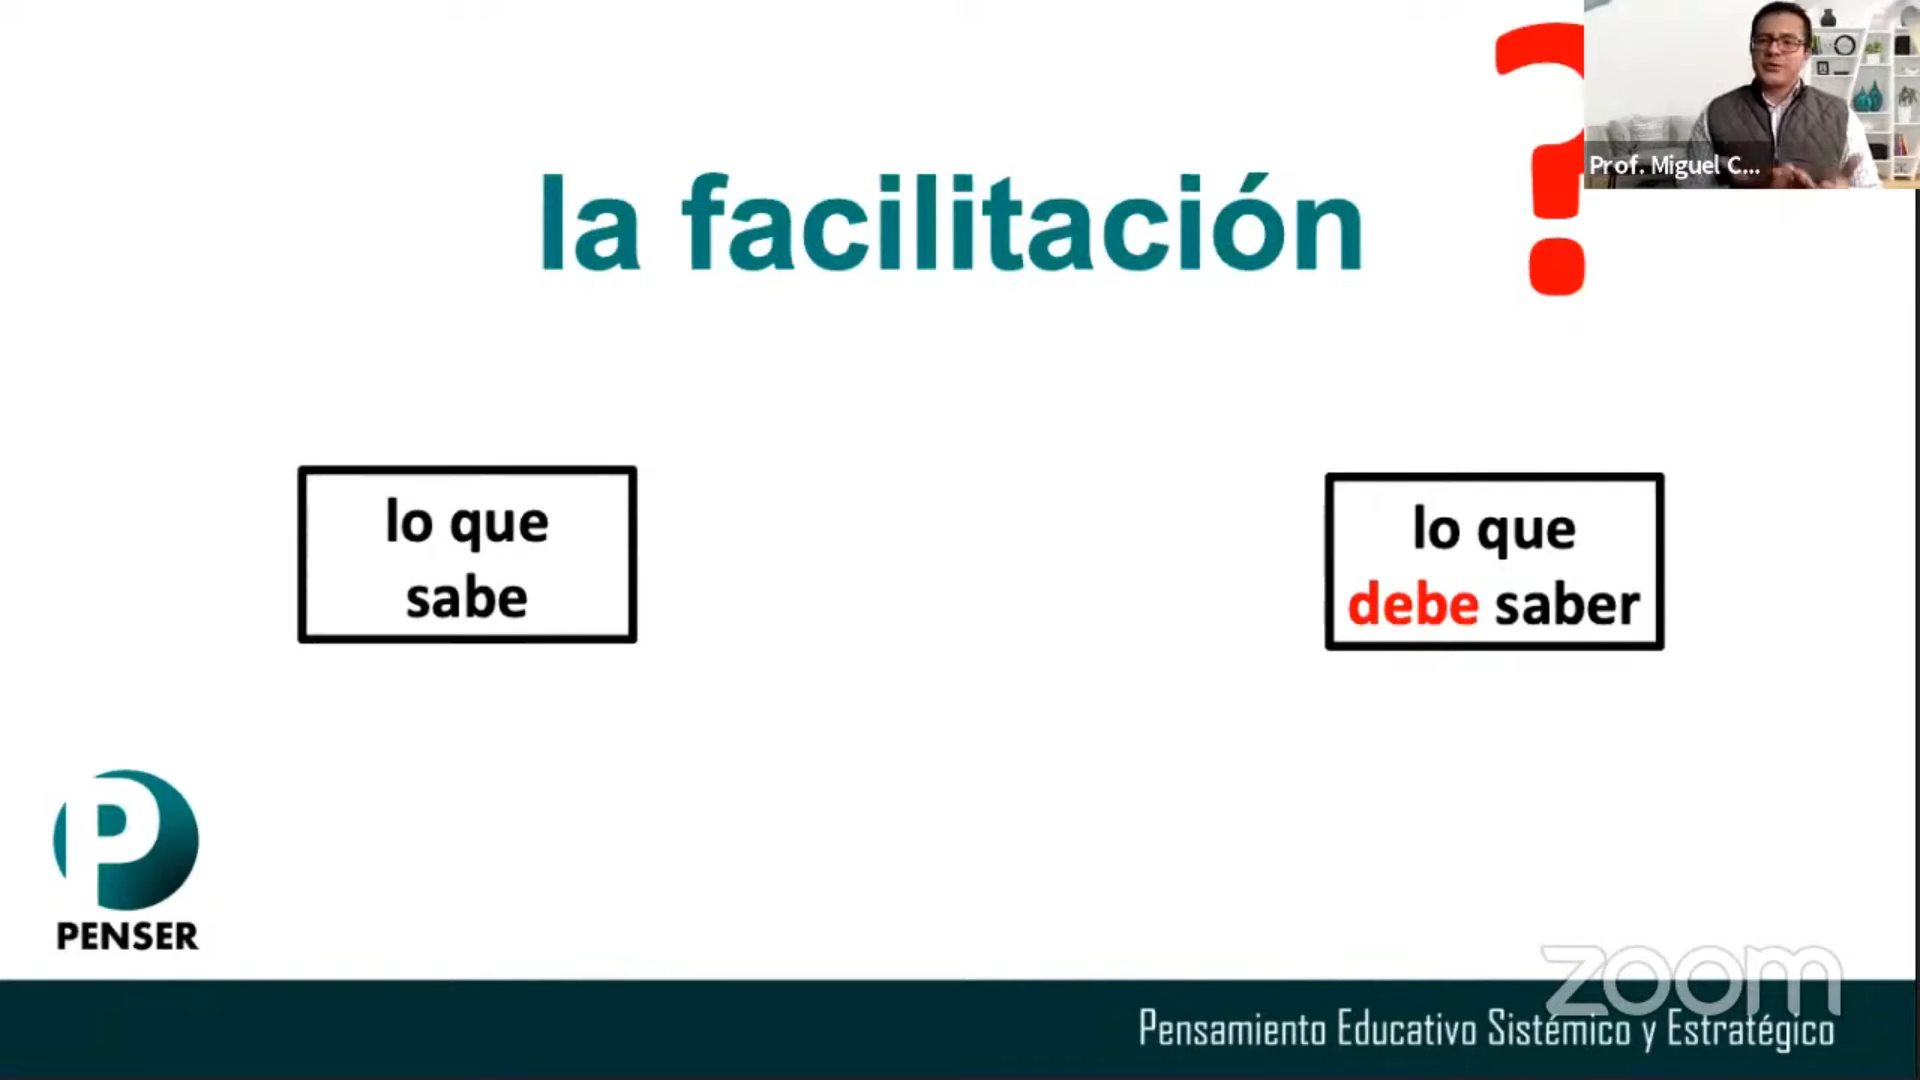 la facilitación
?
Prof. Miguel C...
lo que
sabe
lo que
debe saber
P
PENSER
zoom
Pensamiento Educativo Sistémico y Estratégico